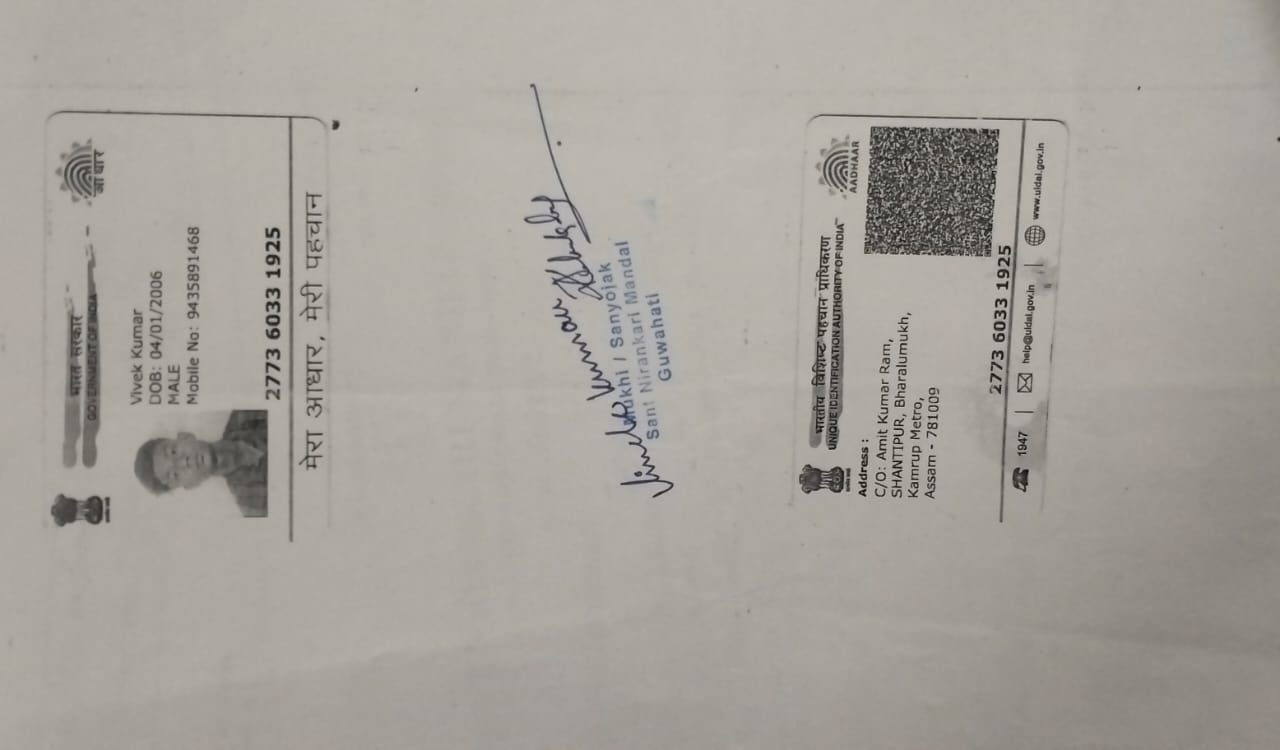 भारत सरकार
GOVERNMENT OF INDIA
आधार
Vivek Kumar
DOB: 04/01/2006
MALE
Mobile No: 9435891468
2773 6033 1925
मेरा आधार, मेरी पहचान
Kumar
Mukhi / Sanyojak
Sant Nirankari Mandal
Guwahati
भारतीय विशिष्ट पहचान प्राधिकरण
UNIQUE IDENTIFICATION AUTHORITY OF INDIA
AADHAAR
Address :
C/O: Amit Kumar Ram,
SHANTIPUR, Bharalumukh,
Kamrup Metro,
Assam - 781009
2773 6033 1925
1947 | help@uidai.gov.in | www.uidai.gov.in